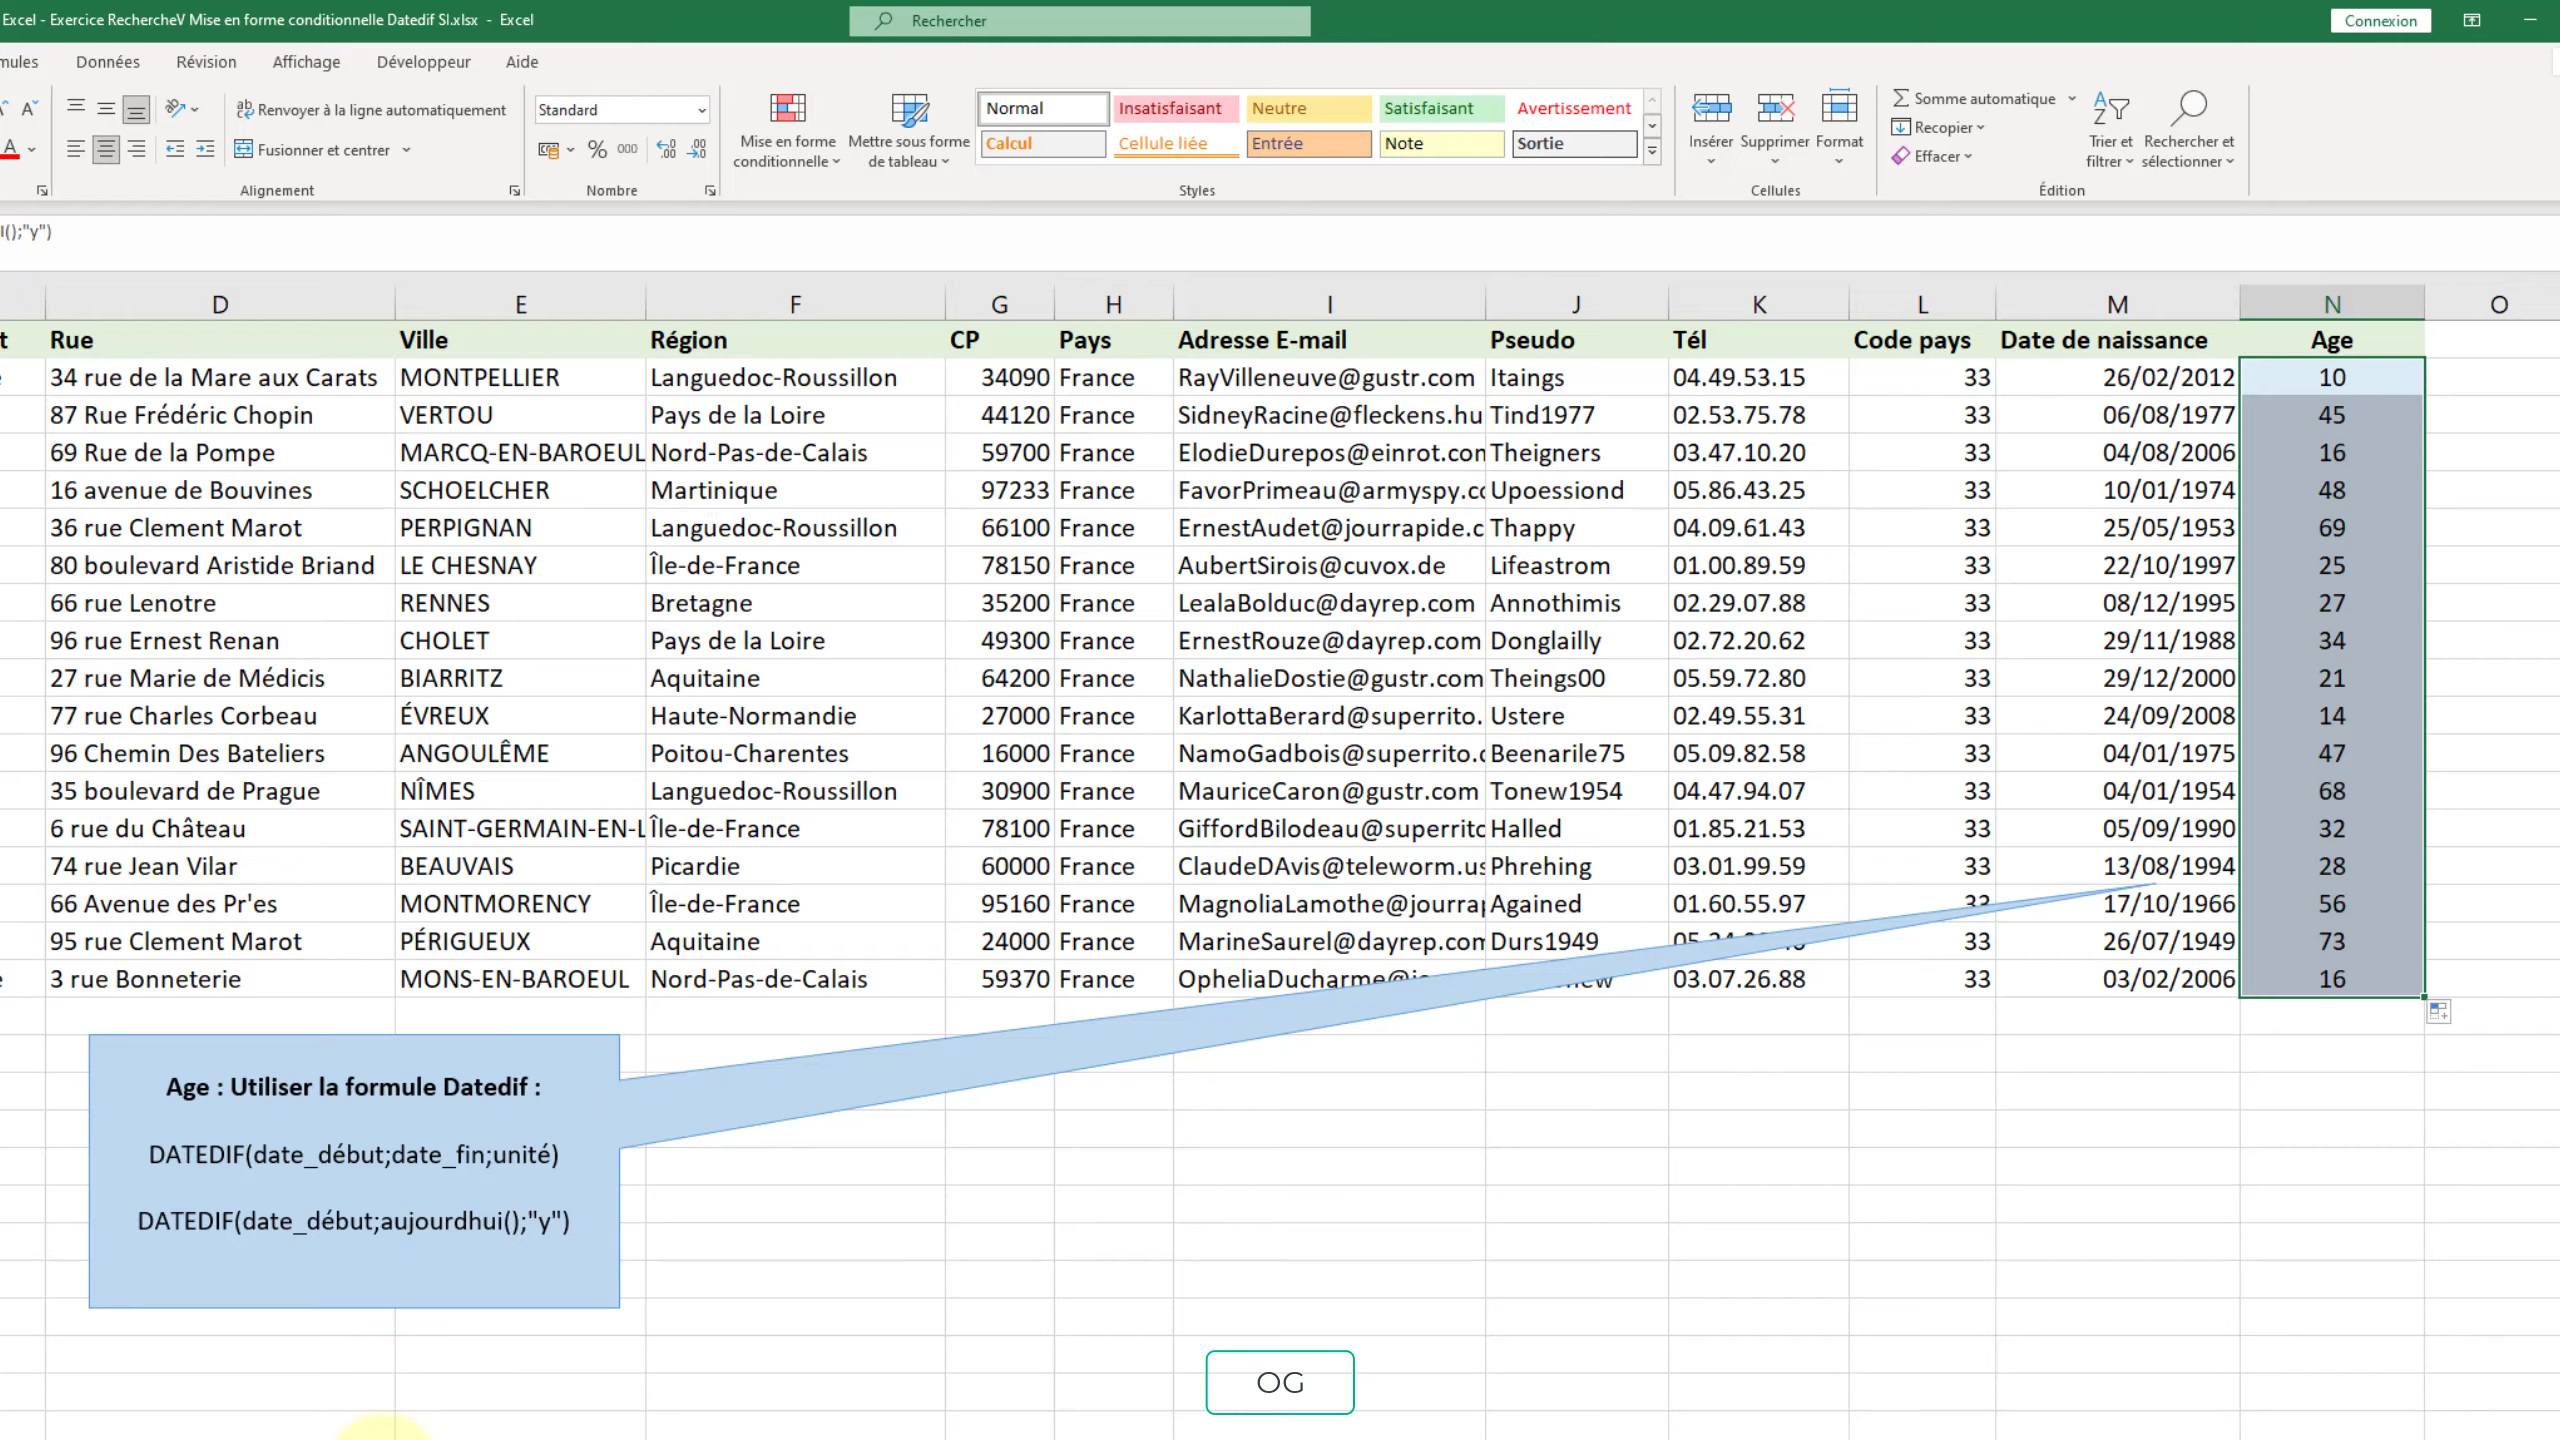 Excel - Exercice RechercheV Mise en forme conditionnelle Datedif SI.xlsx - Excel
Rechercher
Connexion
mules Données Révision Affichage Développeur Aide
Renvoyer à la ligne automatiquement
Fusionner et centrer
Alignement
Standard
% 000
Nombre
Mise en forme conditionnelle
Mettre sous forme de tableau
Normal Insatisfaisant Neutre Satisfaisant Avertissement
Calcul Cellule liée Entrée Note Sortie
Styles
Insérer Supprimer Format
Cellules
Somme automatique
Recopier
Effacer
Trier et filtrer
Rechercher et sélectionner
Édition
I();"y")
D E F G H I J K L M N O
t Rue Ville Région CP Pays Adresse E-mail Pseudo Tél Code pays Date de naissance Age
34 rue de la Mare aux Carats MONTPELLIER Languedoc-Roussillon 34090 France RayVilleneuve@gustr.com Itaings 04.49.53.15 33 26/02/2012 10
87 Rue Frédéric Chopin VERTOU Pays de la Loire 44120 France SidneyRacine@fleckens.hu Tind1977 02.53.75.78 33 06/08/1977 45
69 Rue de la Pompe MARCQ-EN-BAROEUL Nord-Pas-de-Calais 59700 France ElodieDurepos@einrot.con Theigners 03.47.10.20 33 04/08/2006 16
16 avenue de Bouvines SCHOELCHER Martinique 97233 France FavorPrimeau@armyspy.cc Upoessiond 05.86.43.25 33 10/01/1974 48
36 rue Clement Marot PERPIGNAN Languedoc-Roussillon 66100 France ErnestAudet@jourrapide.c Thappy 04.09.61.43 33 25/05/1953 69
80 boulevard Aristide Briand LE CHESNAY Île-de-France 78150 France AubertSirois@cuvox.de Lifeastrom 01.00.89.59 33 22/10/1997 25
66 rue Lenotre RENNES Bretagne 35200 France LealaBolduc@dayrep.com Annothimis 02.29.07.88 33 08/12/1995 27
96 rue Ernest Renan CHOLET Pays de la Loire 49300 France ErnestRouze@dayrep.com Donglailly 02.72.20.62 33 29/11/1988 34
27 rue Marie de Médicis BIARRITZ Aquitaine 64200 France NathalieDostie@gustr.com Theings00 05.59.72.80 33 29/12/2000 21
77 rue Charles Corbeau ÉVREUX Haute-Normandie 27000 France KarlottaBerard@superrito. Ustere 02.49.55.31 33 24/09/2008 14
96 Chemin Des Bateliers ANGOULÊME Poitou-Charentes 16000 France NamoGadbois@superrito.c Beenarile75 05.09.82.58 33 04/01/1975 47
35 boulevard de Prague NÎMES Languedoc-Roussillon 30900 France MauriceCaron@gustr.com Tonew1954 04.47.94.07 33 04/01/1954 68
6 rue du Château SAINT-GERMAIN-EN-L Île-de-France 78100 France GiffordBilodeau@superrito Halled 01.85.21.53 33 05/09/1990 32
74 rue Jean Vilar BEAUVAIS Picardie 60000 France ClaudeDAvis@teleworm.us Phrehing 03.01.99.59 33 13/08/1994 28
66 Avenue des Pr'es MONTMORENCY Île-de-France 95160 France MagnoliaLamothe@jourrap Agained 01.60.55.97 33 17/10/1966 56
95 rue Clement Marot PÉRIGUEUX Aquitaine 24000 France MarineSaurel@dayrep.com Durs1949 33 26/07/1949 73
3 rue Bonneterie MONS-EN-BAROEUL Nord-Pas-de-Calais 59370 France 03.07.26.88 33 03/02/2006 16
Age : Utiliser la formule Datedif :
DATEDIF(date_début;date_fin;unité)
DATEDIF(date_début;aujourdhui();"y")
OG